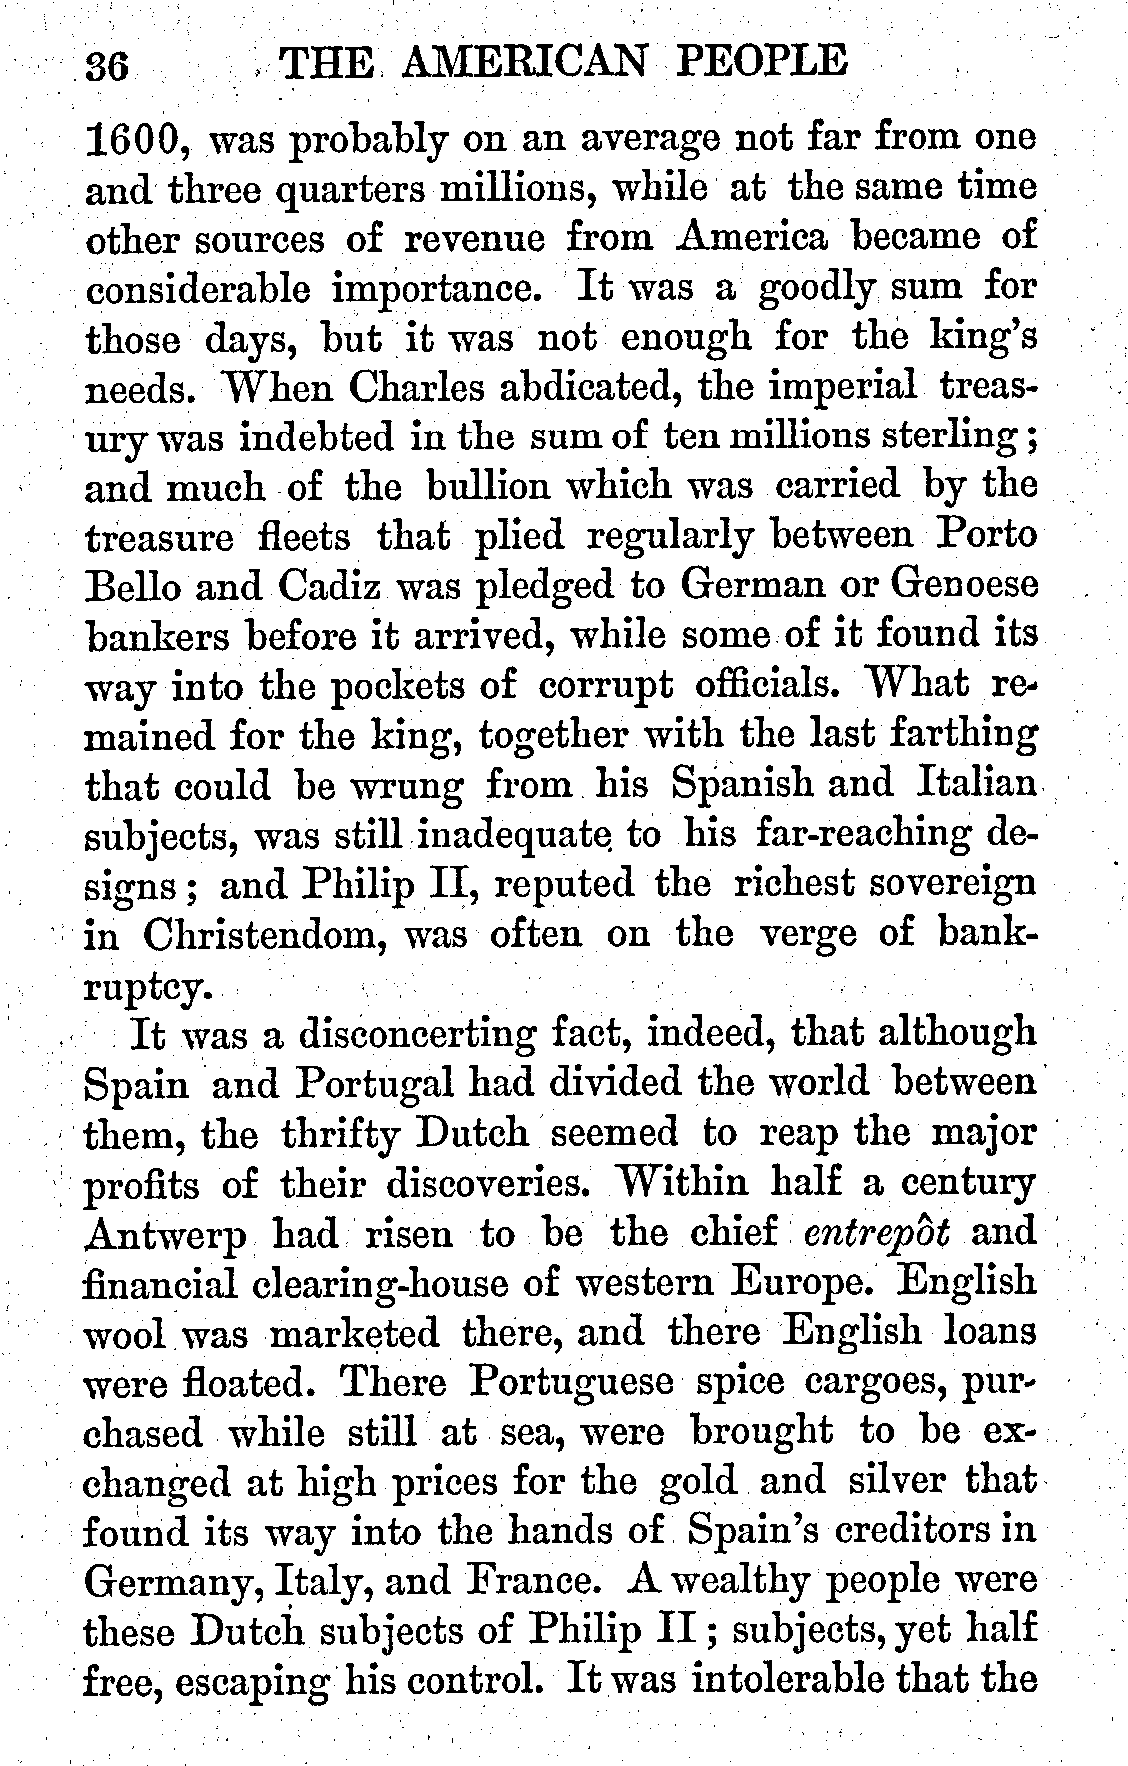 36 THE AMERICAN PEOPLE
1600, was probably on an average not far from one
and three quarters millions, while at the same time
other sources of revenue from America became of
considerable importance. It was a goodly sum for
those days, but it was not enough for the king's
needs. When Charles abdicated, the imperial treas-
ury was indebted in the sum of ten millions sterling;
and much of the bullion which was carried by the
treasure fleets that plied regularly between Porto
Bello and Cadiz was pledged to German or Genoese
bankers before it arrived, while some of it found its
way into the pockets of corrupt officials. What re-
mained for the king, together with the last farthing
that could be wrung from his Spanish and Italian
subjects, was still inadequate to his far-reaching de-
signs; and Philip II, reputed the richest sovereign
in Christendom, was often on the verge of bank-
ruptcy.
It was a disconcerting fact, indeed, that although
Spain and Portugal had divided the world between
them, the thrifty Dutch seemed to reap the major
profits of their discoveries. Within half a century
Antwerp had risen to be the chief entrepôt and
financial clearing-house of western Europe. English
wool was marketed there, and there English loans
were floated. There Portuguese spice cargoes, pur-
chased while still at sea, were brought to be ex-
changed at high prices for the gold and silver that
found its way into the hands of Spain's creditors in
Germany, Italy, and France. A wealthy people were
these Dutch subjects of Philip II; subjects, yet half
free, escaping his control. It was intolerable that the